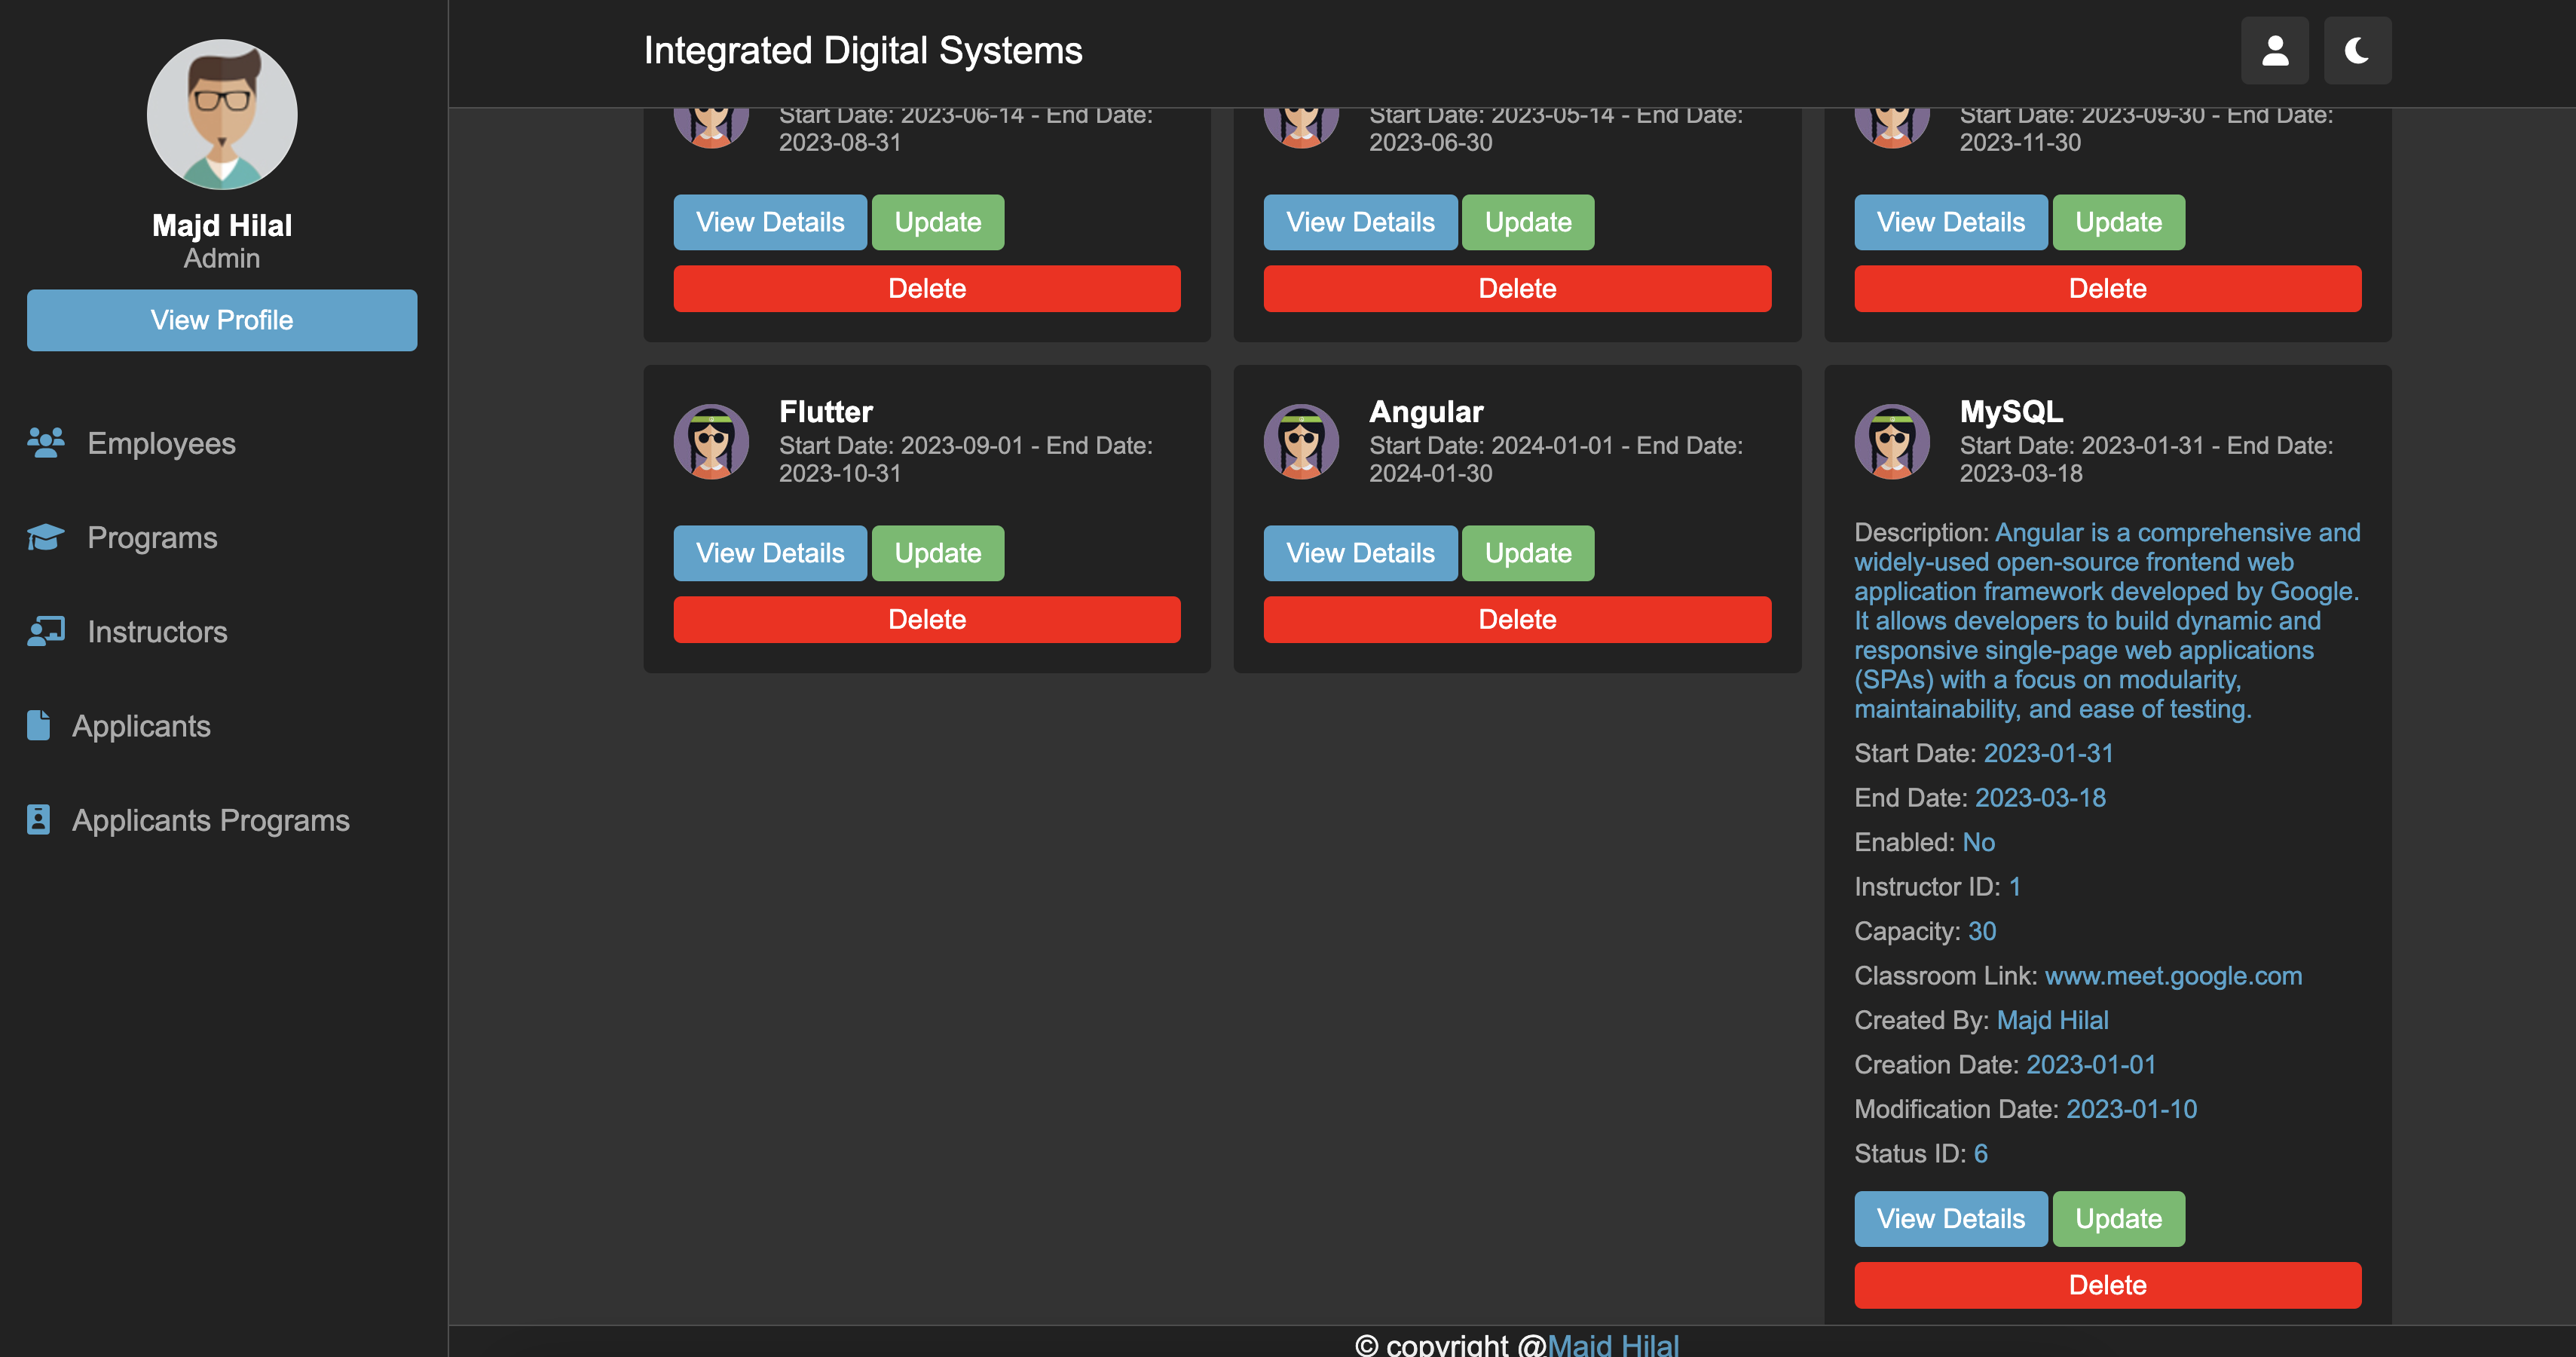 Majd Hilal
Admin
View Profile
Employees
Programs
Instructors
Applicants
Applicants Programs
Integrated Digital Systems
Start Date: 2023-06-14 - End Date:
2023-08-31
View Details
Update
Delete
Start Date: 2023-05-14 - End Date:
2023-06-30
View Details
Update
Delete
Start Date: 2023-09-30 - End Date:
2023-11-30
View Details
Update
Delete
Flutter
Start Date: 2023-09-01 - End Date:
2023-10-31
View Details
Update
Delete
Angular
Start Date: 2024-01-01 - End Date:
2024-01-30
View Details
Update
Delete
MySQL
Start Date: 2023-01-31 - End Date:
2023-03-18
Description: Angular is a comprehensive and
widely-used open-source frontend web
application framework developed by Google.
It allows developers to build dynamic and
responsive single-page web applications
(SPAs) with a focus on modularity,
maintainability, and ease of testing.
Start Date: 2023-01-31
End Date: 2023-03-18
Enabled: No
Instructor ID: 1
Capacity: 30
Classroom Link: www.meet.google.com
Created By: Majd Hilal
Creation Date: 2023-01-01
Modification Date: 2023-01-10
Status ID: 6
View Details
Update
Delete
© copyright @Majd Hilal